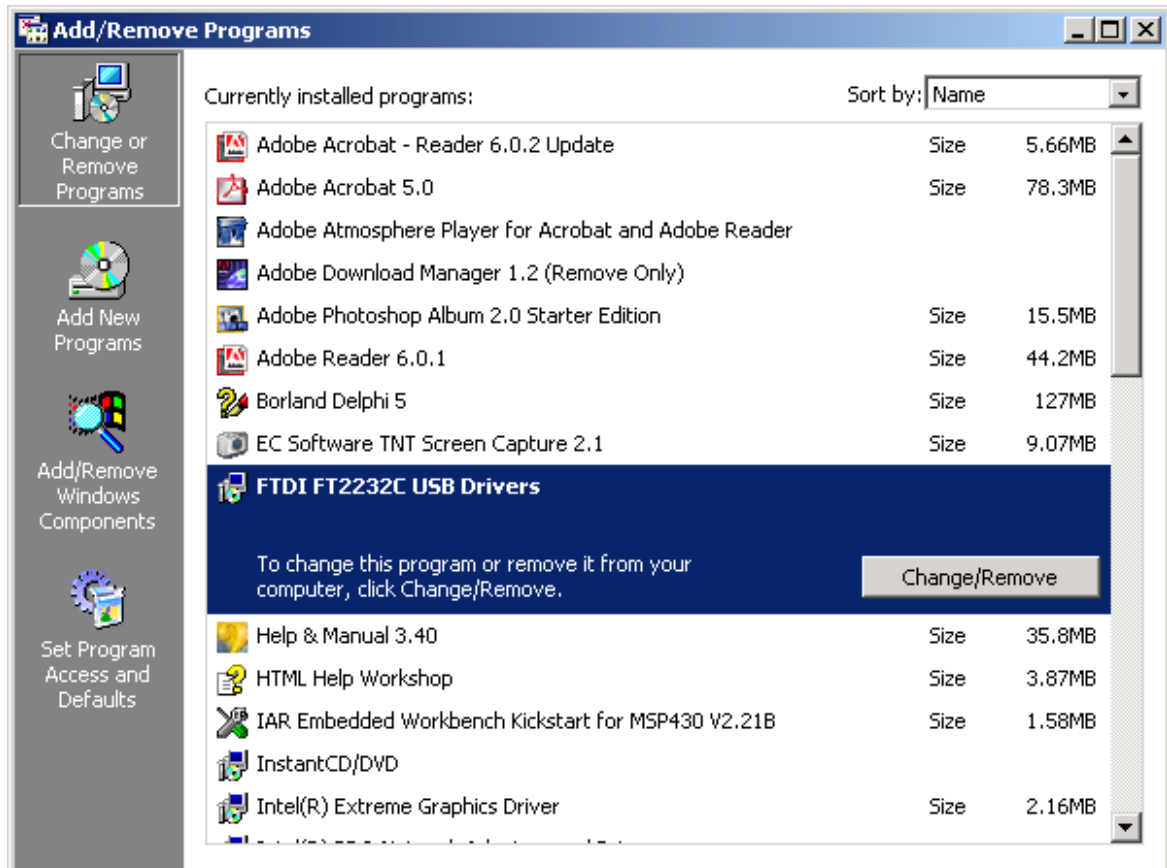 Add/Remove Programs
Change or
Remove
Programs
Add New
Programs
Add/Remove
Windows
Components
Set Program
Access and
Defaults
Currently installed programs:
Sort by: Name
Adobe Acrobat - Reader 6.0.2 Update Size 5.66MB
Adobe Acrobat 5.0 Size 78.3MB
Adobe Atmosphere Player for Acrobat and Adobe Reader
Adobe Download Manager 1.2 (Remove Only)
Adobe Photoshop Album 2.0 Starter Edition Size 15.5MB
Adobe Reader 6.0.1 Size 44.2MB
Borland Delphi 5 Size 127MB
EC Software TNT Screen Capture 2.1 Size 9.07MB
FTDI FT2232C USB Drivers
To change this program or remove it from your
computer, click Change/Remove.
Change/Remove
Help & Manual 3.40 Size 35.8MB
HTML Help Workshop Size 3.87MB
IAR Embedded Workbench Kickstart for MSP430 V2.21B Size 1.58MB
InstantCD/DVD
Intel(R) Extreme Graphics Driver Size 2.16MB